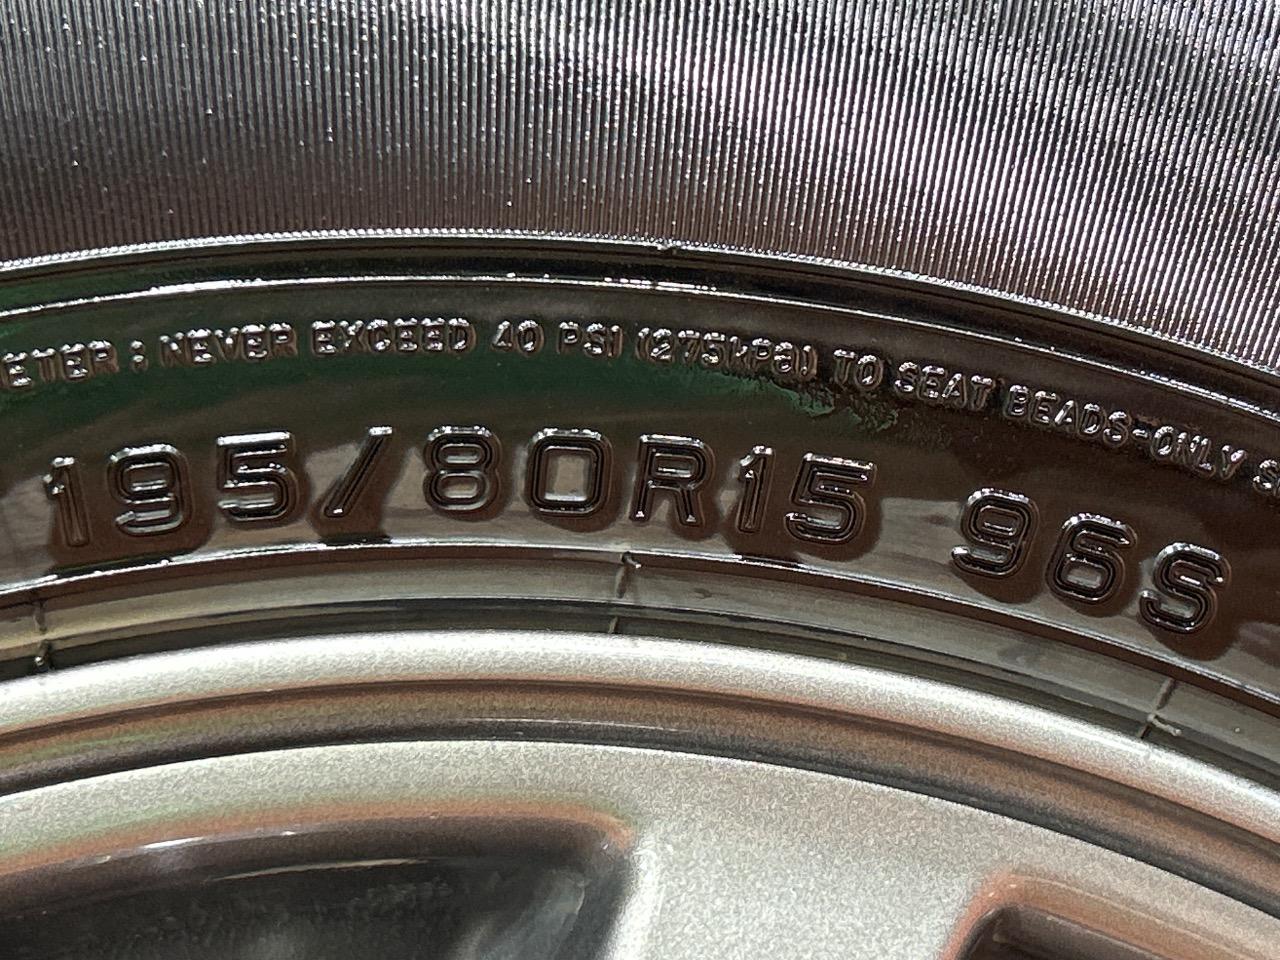 ETER : NEVER EXCEED 40 PSI (275kPa) TO SEAT BEADS-ONLY
195/80R15 96S